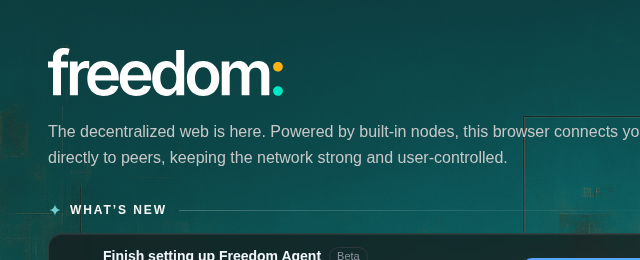 freedom:
The decentralized web is here. Powered by built-in nodes, this browser connects yo
directly to peers, keeping the network strong and user-controlled.
WHAT'S NEW
Finish setting up Freedom Agent Beta